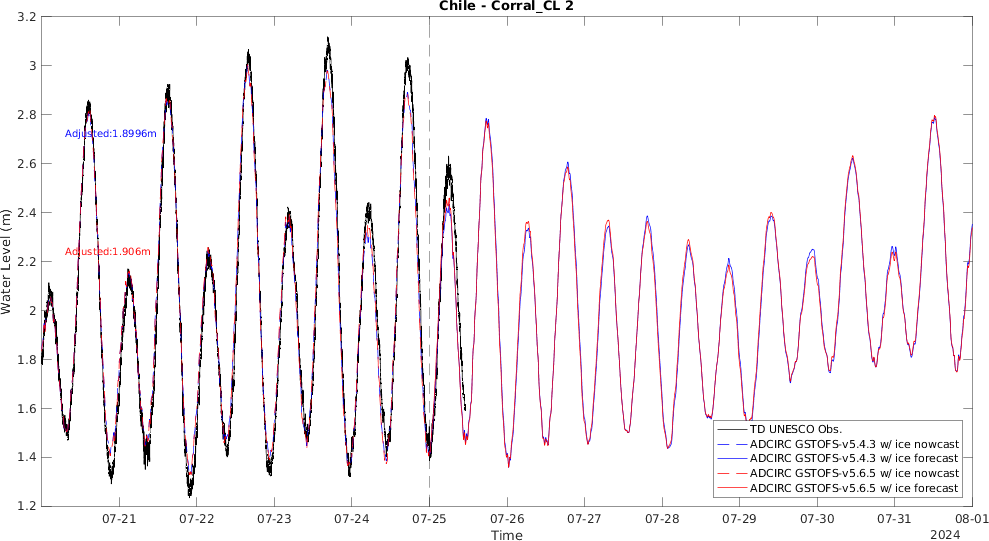 Chile - Corral_CL 2
Water Level (m)
3.2
3
2.8
2.6
2.4
2.2
2
1.8
1.6
1.4
1.2
Adjusted:1.8996m
Adjusted:1.906m
TD UNESCO Obs.
ADCIRC GSTOFS-v5.4.3 w/ ice nowcast
ADCIRC GSTOFS-v5.4.3 w/ ice forecast
ADCIRC GSTOFS-v5.6.5 w/ ice nowcast
ADCIRC GSTOFS-v5.6.5 w/ ice forecast
07-21 07-22 07-23 07-24 07-25 07-26 07-27 07-28 07-29 07-30 07-31 08-01
Time
2024